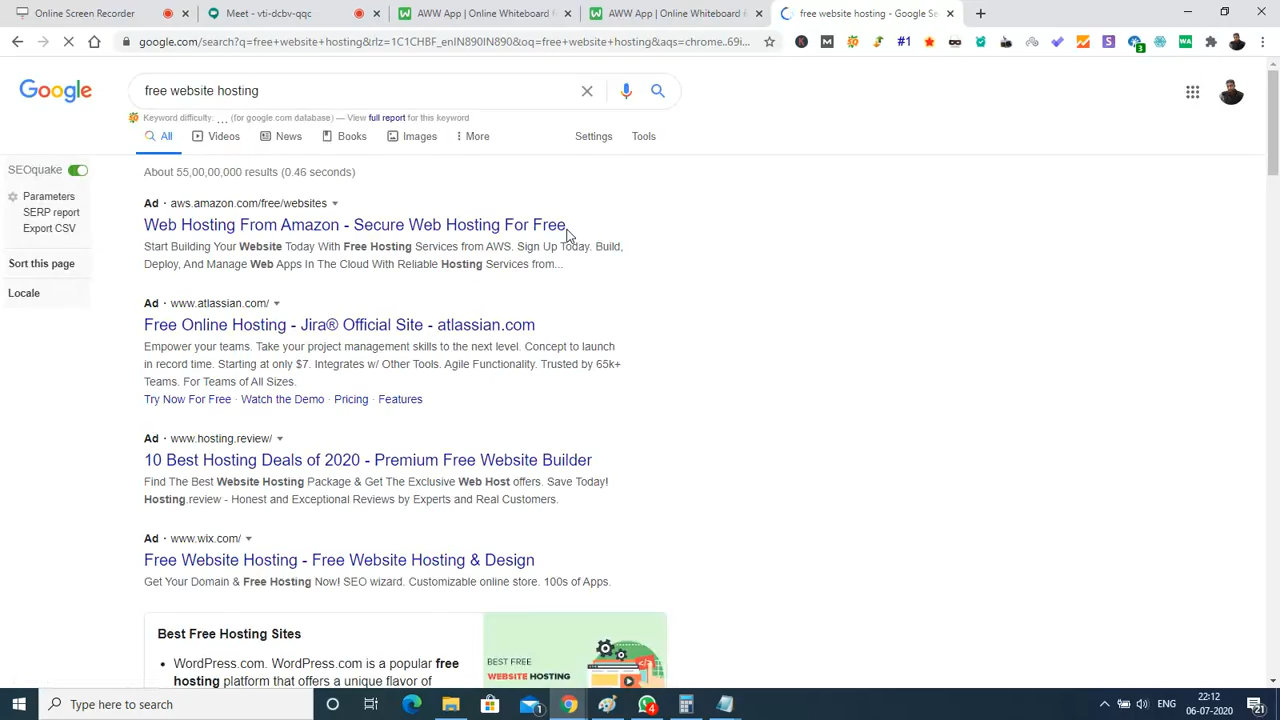 Online Screen Recorder
Meet - vti-dcbv-qqc
AWW App | Online Whiteboard
AWW App | Online Whiteboard
free website hosting - Google Se
google.com/search?q=free+website+hosting&rlz=1C1CHBF_enIN890IN890&oq=free+website+hosting&aqs=chrome..69i...
#1
3
Google
free website hosting
Keyword difficulty: ... (for google.com database) — View full report for this keyword
All
Videos
News
Books
Images
More
Settings
Tools
SEOquake
Parameters
SERP report
Export CSV
Sort this page
Locale
About 55,00,00,000 results (0.46 seconds)
Ad · aws.amazon.com/free/websites
Web Hosting From Amazon - Secure Web Hosting For Free
Start Building Your Website Today With Free Hosting Services from AWS. Sign Up Today. Build,
Deploy, And Manage Web Apps In The Cloud With Reliable Hosting Services from...
Ad · www.atlassian.com/
Free Online Hosting - Jira® Official Site - atlassian.com
Empower your teams. Take your project management skills to the next level. Concept to launch
in record time. Starting at only $7. Integrates w/ Other Tools. Agile Functionality. Trusted by 65k+
Teams. For Teams of All Sizes.
Try Now For Free · Watch the Demo · Pricing · Features
Ad · www.hosting.review/
10 Best Hosting Deals of 2020 - Premium Free Website Builder
Find The Best Website Hosting Package & Get The Exclusive Web Host offers. Save Today!
Hosting.review - Honest and Exceptional Reviews by Experts and Real Customers.
Ad · www.wix.com/
Free Website Hosting - Free Website Hosting & Design
Get Your Domain & Free Hosting Now! SEO wizard. Customizable online store. 100s of Apps.
Best Free Hosting Sites
• WordPress.com. WordPress.com is a popular free
hosting platform that offers a unique flavor of
BEST FREE
WEBSITE HOSTING
Type here to search
1
4
ENG
22:12
06-07-2020
21